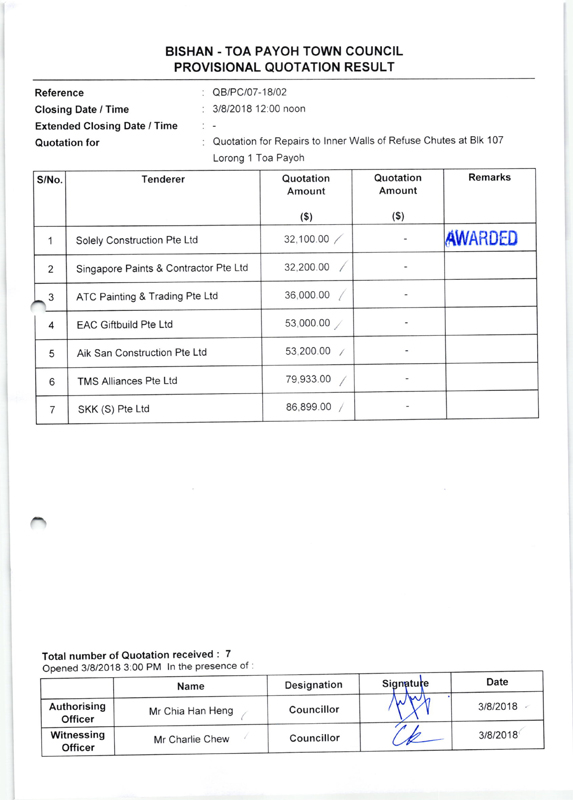 BISHAN - TOA PAYOH TOWN COUNCIL
PROVISIONAL QUOTATION RESULT
Reference : QB/PC/07-18/02
Closing Date / Time : 3/8/2018 12:00 noon
Extended Closing Date / Time : -
Quotation for : Quotation for Repairs to Inner Walls of Refuse Chutes at Blk 107
Lorong 1 Toa Payoh
S/No. Tenderer Quotation Amount ($) Quotation Amount ($) Remarks
1 Solely Construction Pte Ltd 32,100.00 - AWARDED
2 Singapore Paints & Contractor Pte Ltd 32,200.00 -
3 ATC Painting & Trading Pte Ltd 36,000.00 -
4 EAC Giftbuild Pte Ltd 53,000.00 -
5 Aik San Construction Pte Ltd 53,200.00 -
6 TMS Alliances Pte Ltd 79,933.00 -
7 SKK (S) Pte Ltd 86,899.00 -
Total number of Quotation received : 7
Opened 3/8/2018 3:00 PM In the presence of :
Name Designation Signature Date
Authorising Officer Mr Chia Han Heng Councillor 3/8/2018
Witnessing Officer Mr Charlie Chew Councillor 3/8/2018